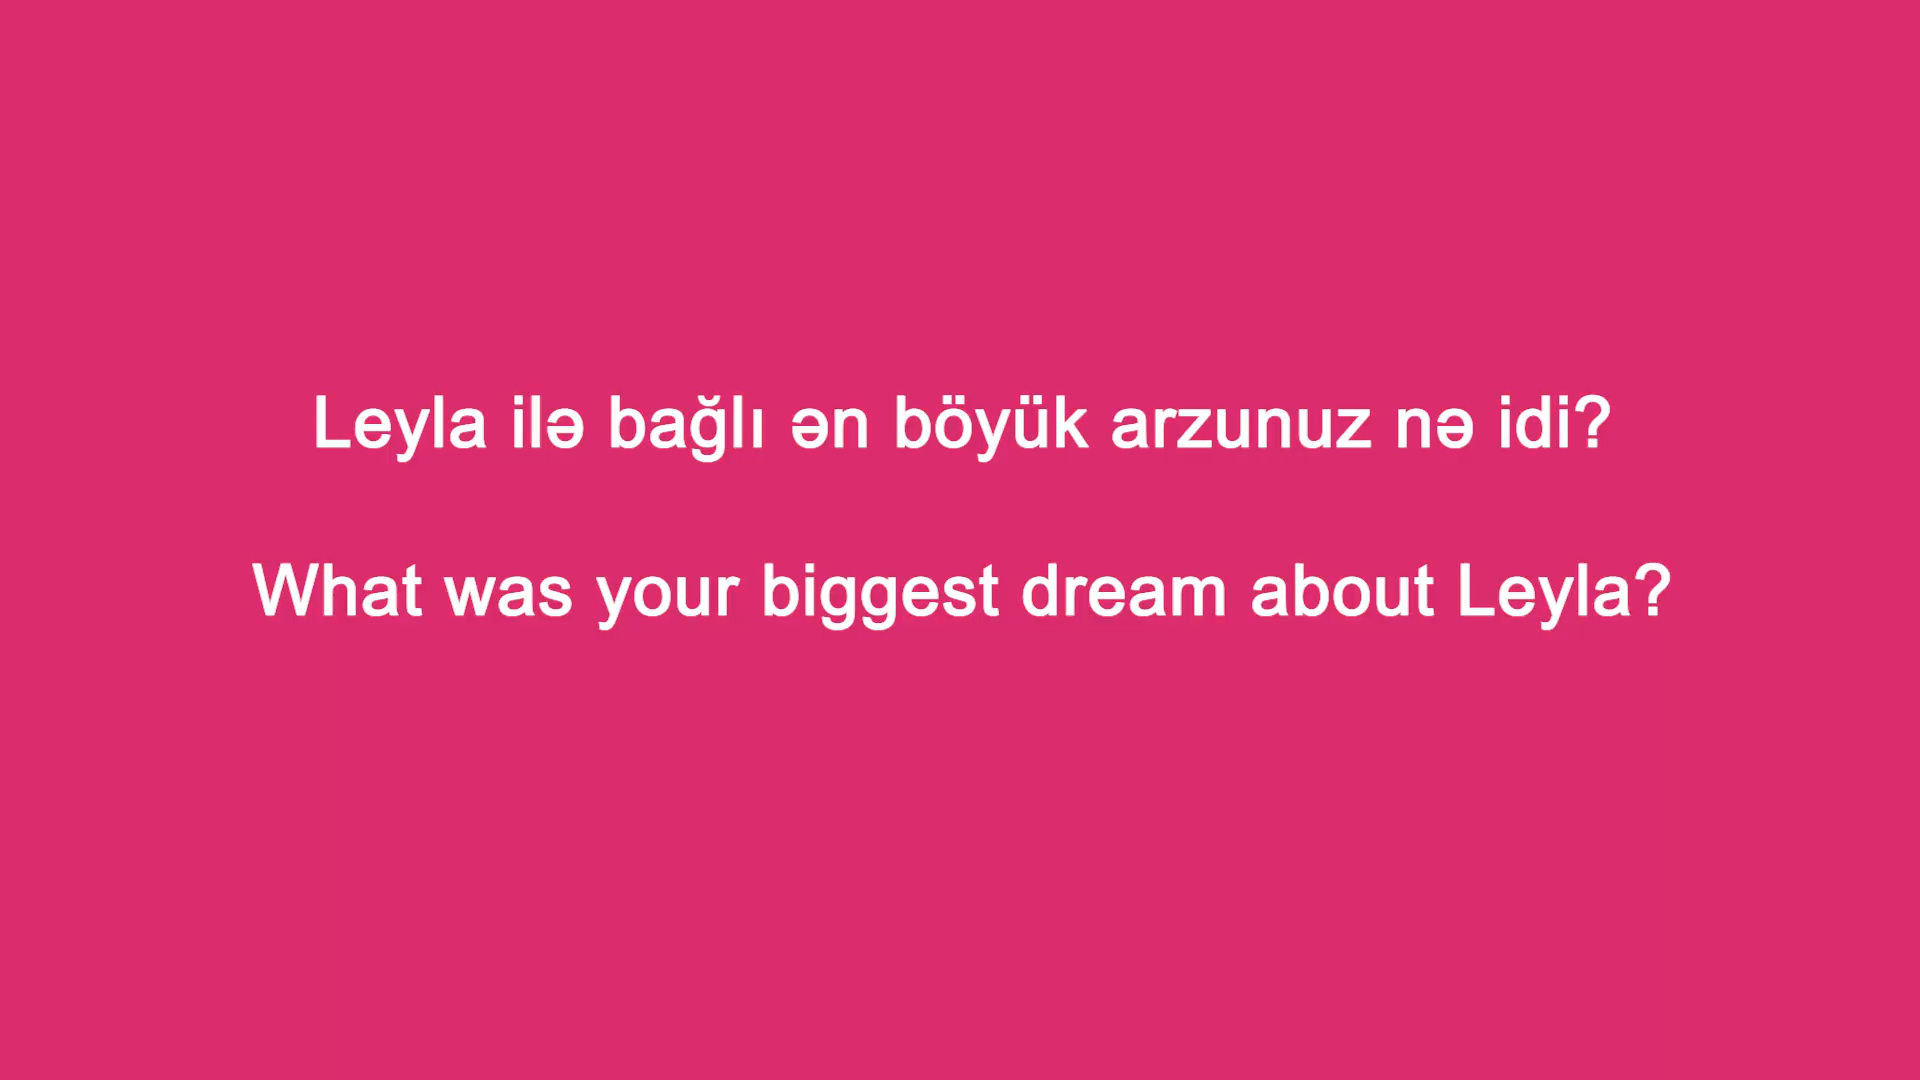 Leyla ilə bağlı ən böyük arzunuz nə idi?
What was your biggest dream about Leyla?